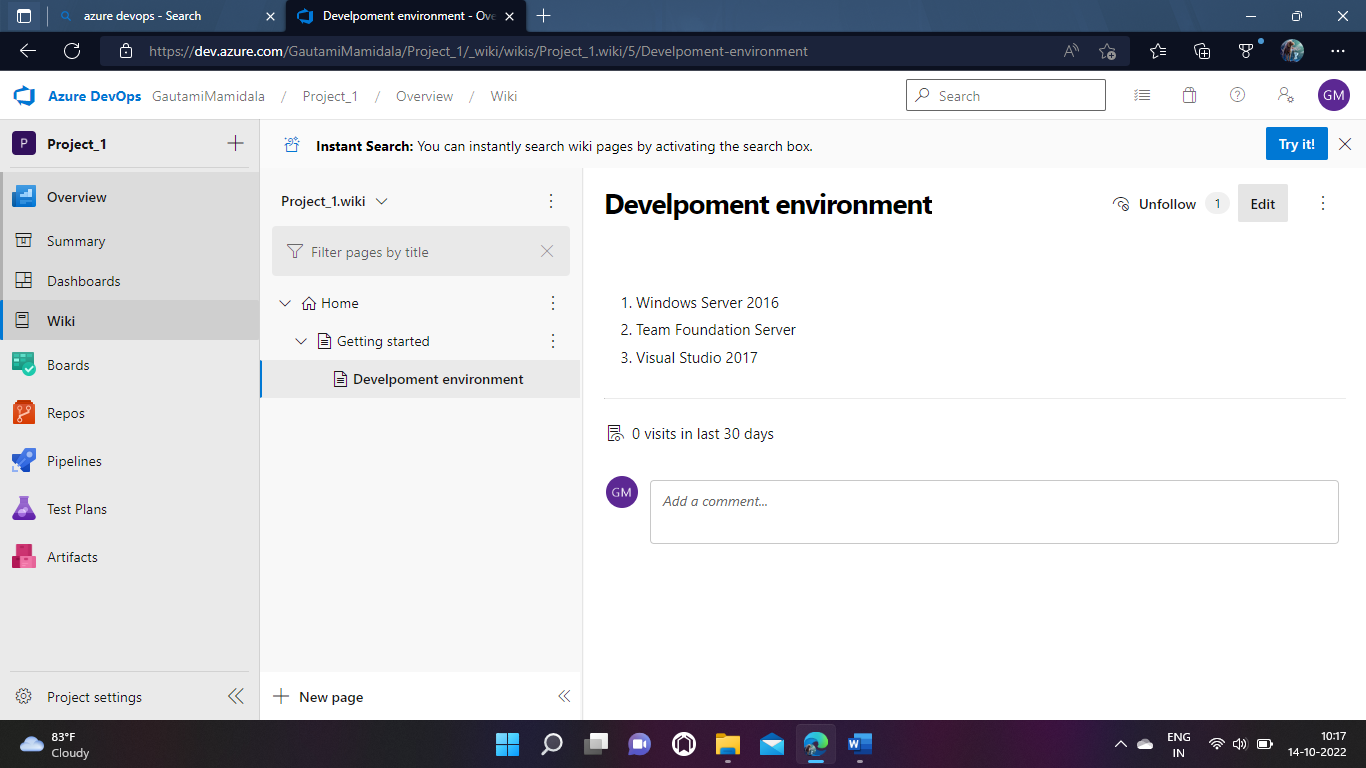 azure devops - Search
Develpoment environment - Ove
https://dev.azure.com/GautamiMamidala/Project_1/_wiki/wikis/Project_1.wiki/5/Develpoment-environment
Azure DevOps GautamiMamidala / Project_1 / Overview / Wiki
Search
GM
P Project_1
Instant Search: You can instantly search wiki pages by activating the search box.
Try it!
Overview
Summary
Dashboards
Wiki
Boards
Repos
Pipelines
Test Plans
Artifacts
Project settings
Project_1.wiki
Filter pages by title
Home
Getting started
Develpoment environment
New page
Develpoment environment
Unfollow 1
Edit
1. Windows Server 2016
2. Team Foundation Server
3. Visual Studio 2017
0 visits in last 30 days
GM
Add a comment...
83°F
Cloudy
W
ENG
IN
10:17
14-10-2022